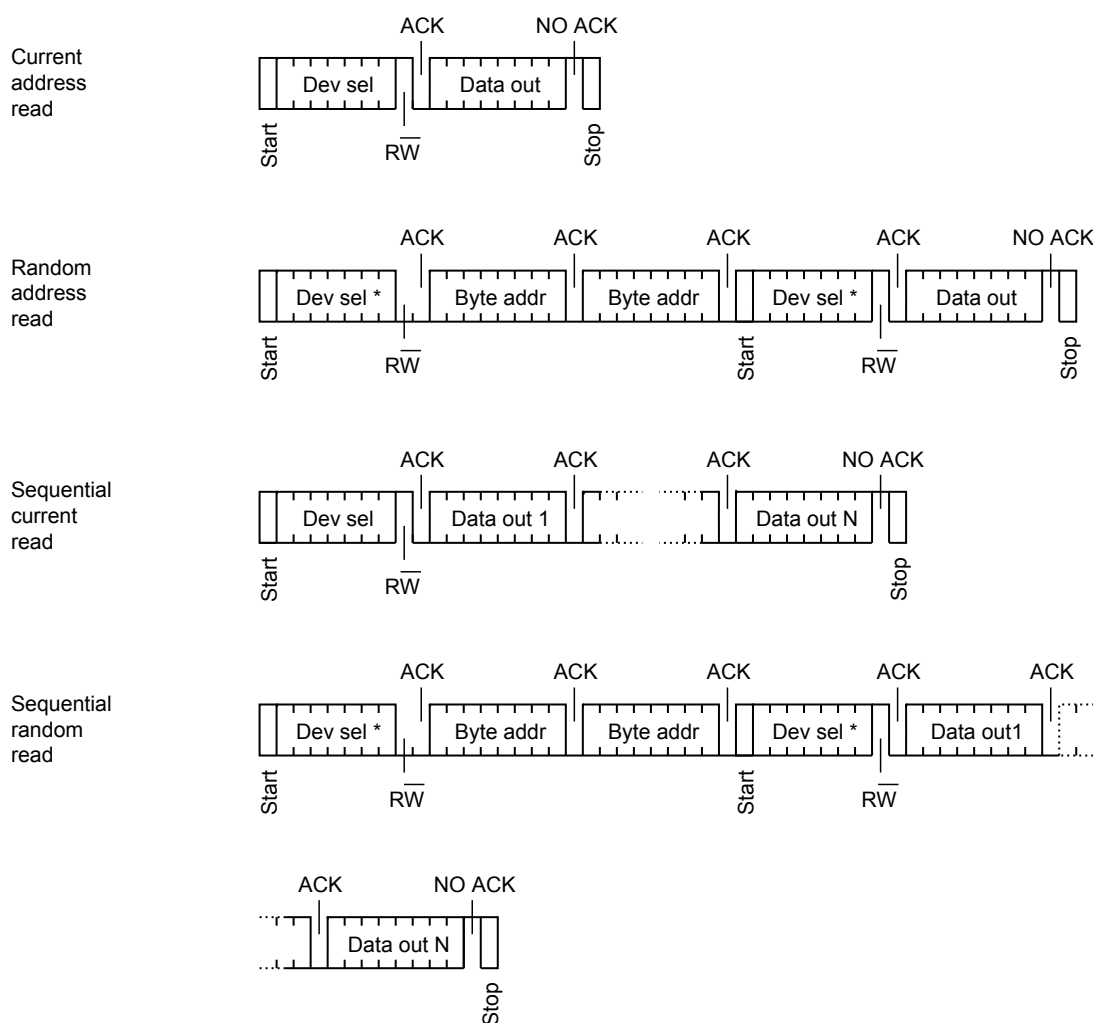 ACK NO ACK
Current
address
read
Dev sel Data out
Start RW Stop
ACK ACK ACK ACK NO ACK
Random
address
read
Dev sel * Byte addr Byte addr Dev sel * Data out
Start RW Start RW Stop
ACK ACK ACK NO ACK
Sequential
current
read
Dev sel Data out 1 Data out N
Start RW Stop
ACK ACK ACK ACK ACK
Sequential
random
read
Dev sel * Byte addr Byte addr Dev sel * Data out1
Start RW Start RW
ACK NO ACK
Data out N
Stop